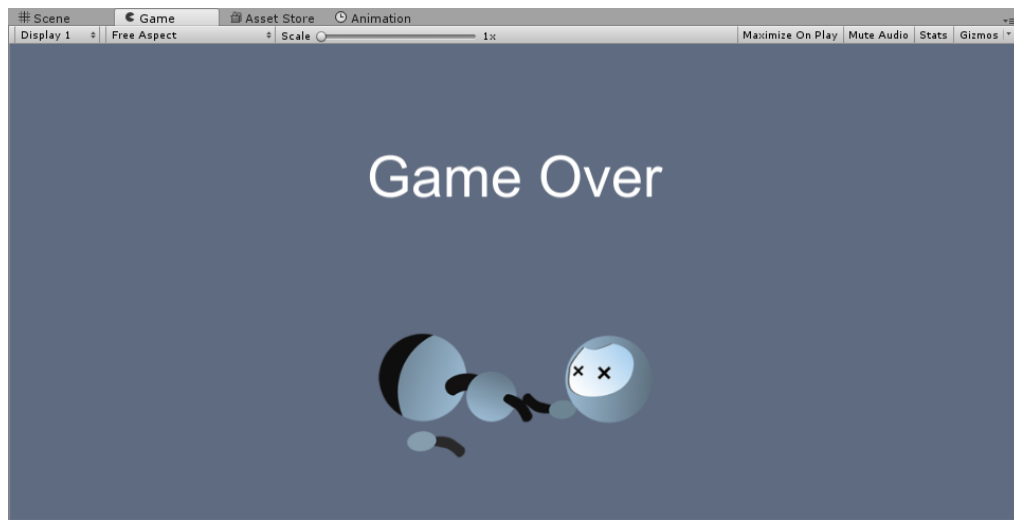 Scene Game Asset Store Animation
Display 1 Free Aspect Scale 1x Maximize On Play Mute Audio Stats Gizmos
Game Over